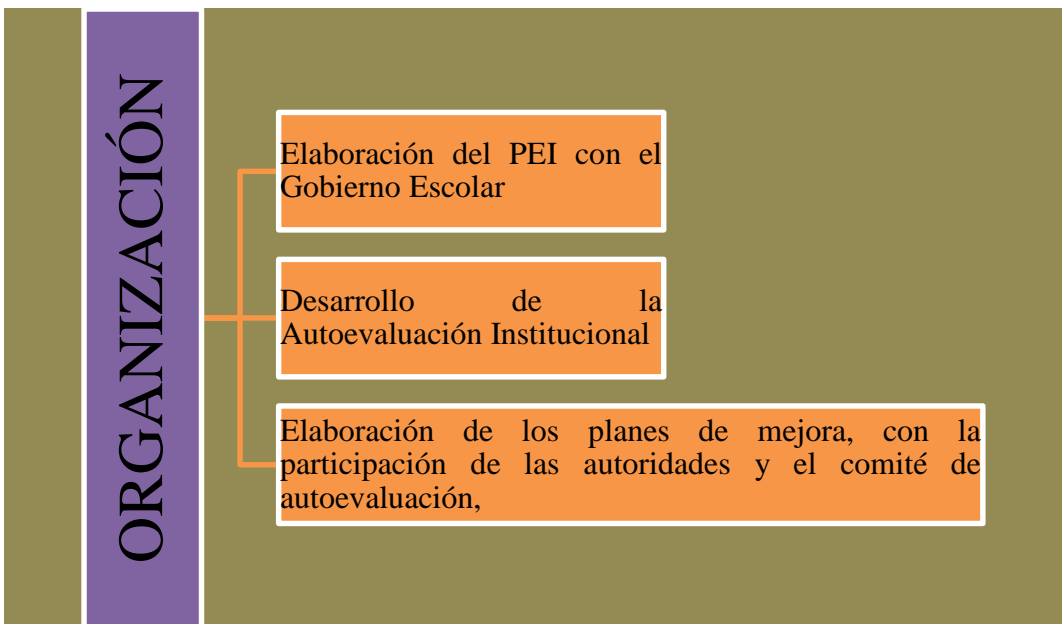 ORGANIZACIÓN
Elaboración del PEI con el
Gobierno Escolar
Desarrollo de la
Autoevaluación Institucional
Elaboración de los planes de mejora, con la
participación de las autoridades y el comité de
autoevaluación,